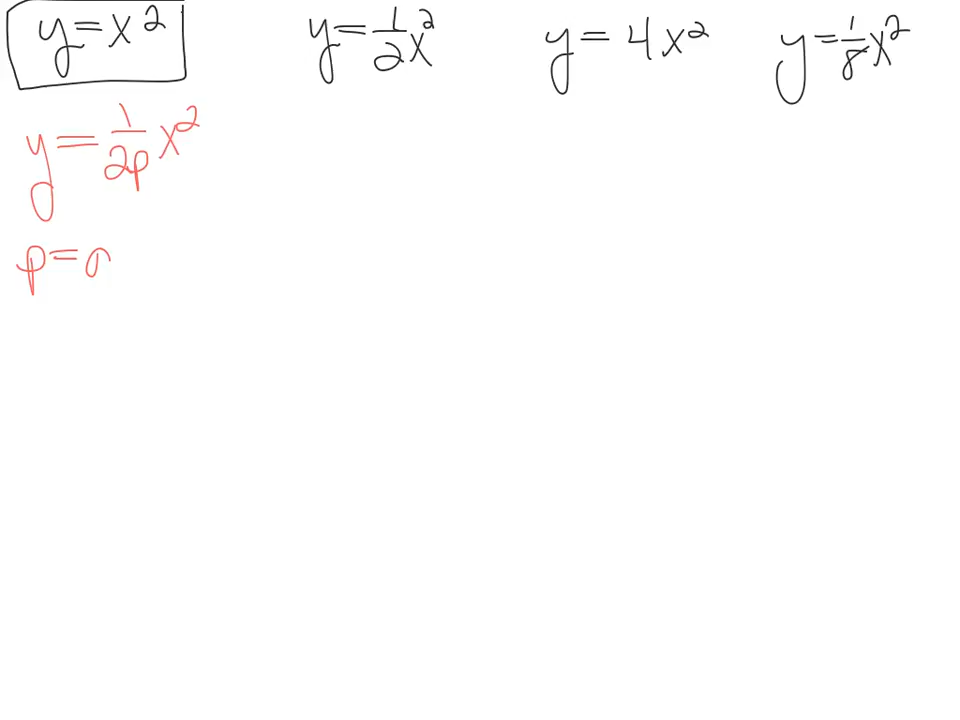 y = x² y = 1/2 x² y = 4x² y = 1/8 x²
y = 1/2p x²
p =